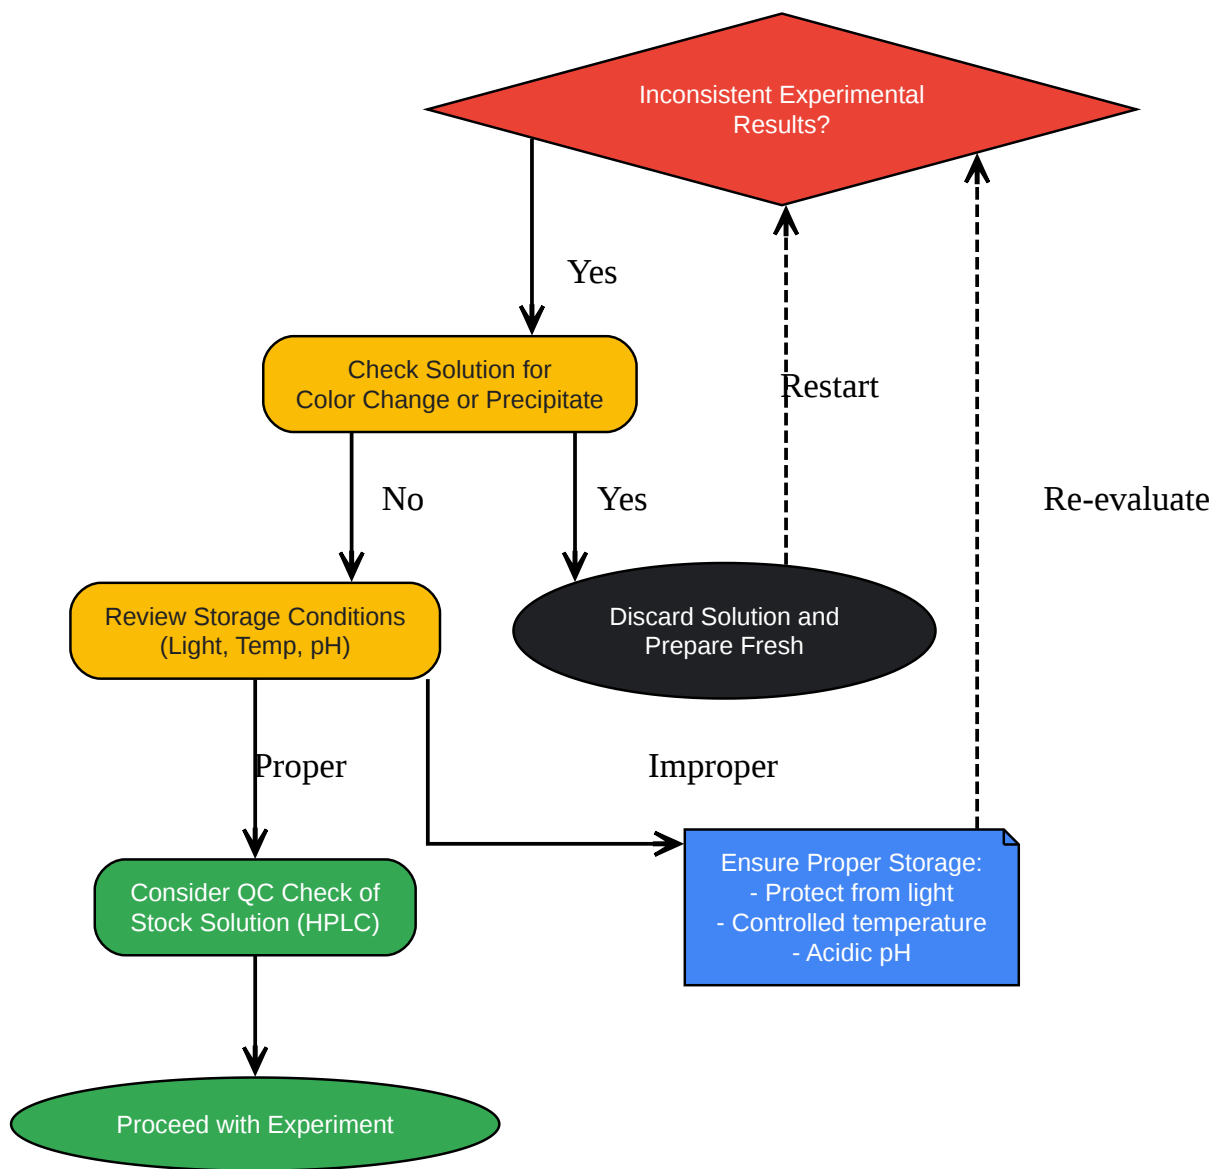 Inconsistent Experimental
Results?
Yes
Check Solution for
Color Change or Precipitate
Restart
No
Yes
Re-evaluate
Review Storage Conditions
(Light, Temp, pH)
Discard Solution and
Prepare Fresh
Proper
Improper
Consider QC Check of
Stock Solution (HPLC)
Ensure Proper Storage:
- Protect from light
- Controlled temperature
- Acidic pH
Proceed with Experiment